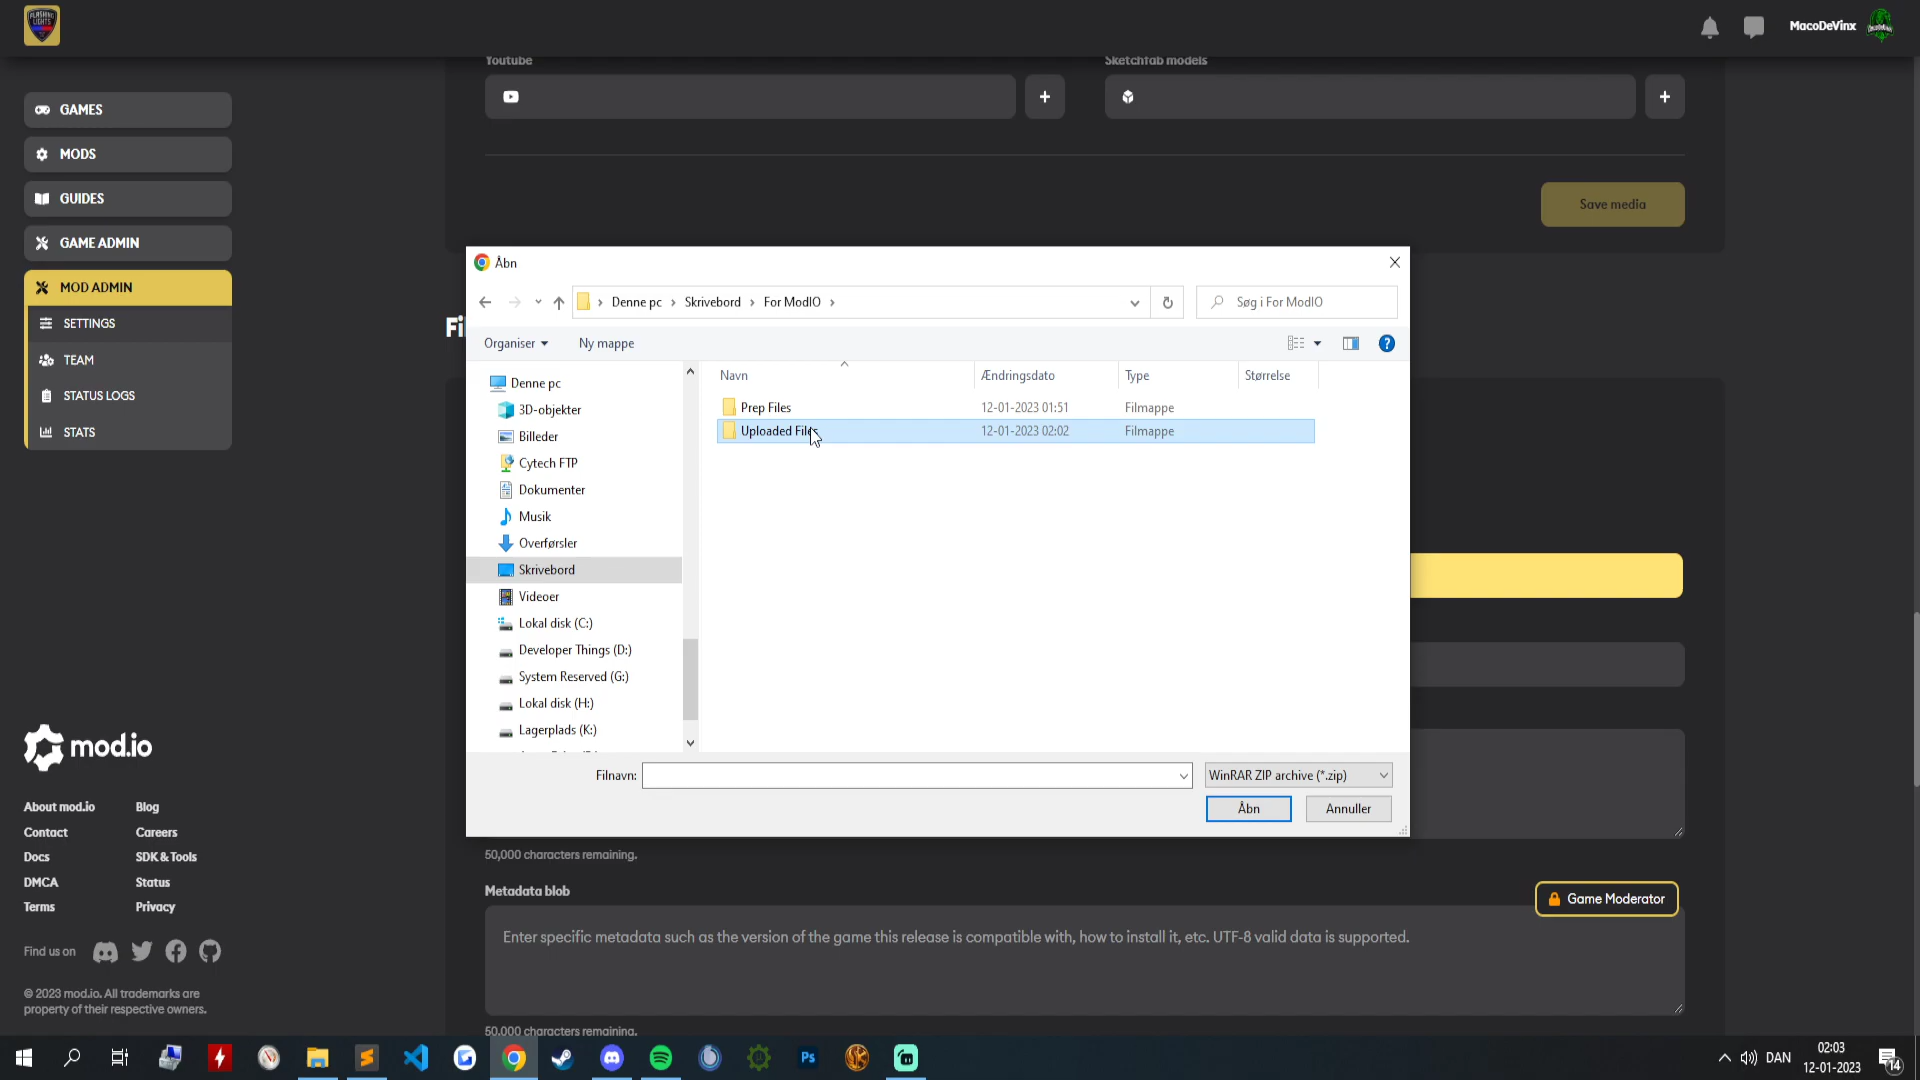 FLASHING
LIGHTS
MacoDeVinx
GAMES
MODS
GUIDES
GAME ADMIN
MOD ADMIN
SETTINGS
TEAM
STATUS LOGS
STATS
Youtube
Sketchfab models
+
+
Save media
Fil
Åbn
Denne pc
Skrivebord
For ModIO
Søg i For ModIO
Organiser
Ny mappe
Navn
Ændringsdato
Type
Størrelse
Denne pc
3D-objekter
Billeder
Cytech FTP
Dokumenter
Musik
Overførsler
Skrivebord
Videoer
Lokal disk (C:)
Developer Things (D:)
System Reserved (G:)
Lokal disk (H:)
Lagerplads (K:)
Prep Files 12-01-2023 01:51 Filmappe
Uploaded Files 12-01-2023 02:02 Filmappe
Filnavn:
WinRAR ZIP archive (*.zip)
Åbn
Annuller
50,000 characters remaining.
Metadata blob
Game Moderator
Enter specific metadata such as the version of the game this release is compatible with, how to install it, etc. UTF-8 valid data is supported.
50,000 characters remaining.
mod.io
About mod.io
Blog
Contact
Careers
Docs
SDK & Tools
DMCA
Status
Terms
Privacy
Find us on
© 2023 mod.io. All trademarks are
property of their respective owners.
Ps
DAN
02:03
12-01-2023
14